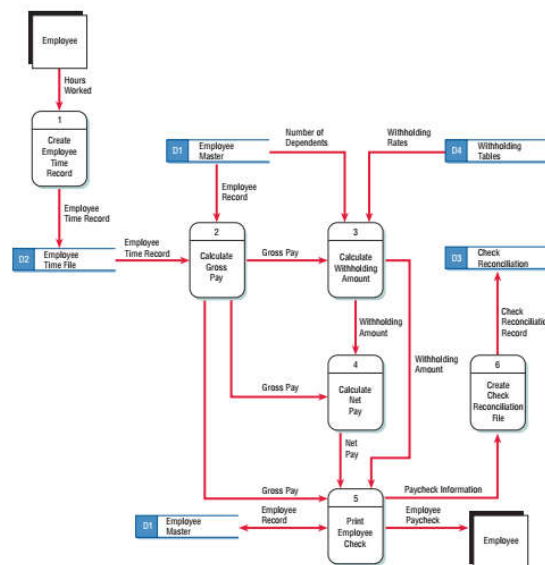 Employee
Hours
Worked
1
Create
Employee
Time
Record
Employee
Time Record
D2
Employee
Time File
Employee
Time Record
D1
Employee
Master
Employee
Record
Number of
Dependents
Withholding
Rates
D4
Withholding
Tables
2
Calculate
Gross
Pay
Gross Pay
3
Calculate
Withholding
Amount
D3
Check
Reconciliation
Check
Reconciliation
Record
Withholding
Amount
Withholding
Amount
4
Calculate
Net
Pay
Gross Pay
6
Create
Check
Reconciliation
File
Net
Pay
Gross Pay
5
Print
Employee
Check
Paycheck Information
D1
Employee
Master
Employee
Record
Employee
Paycheck
Employee